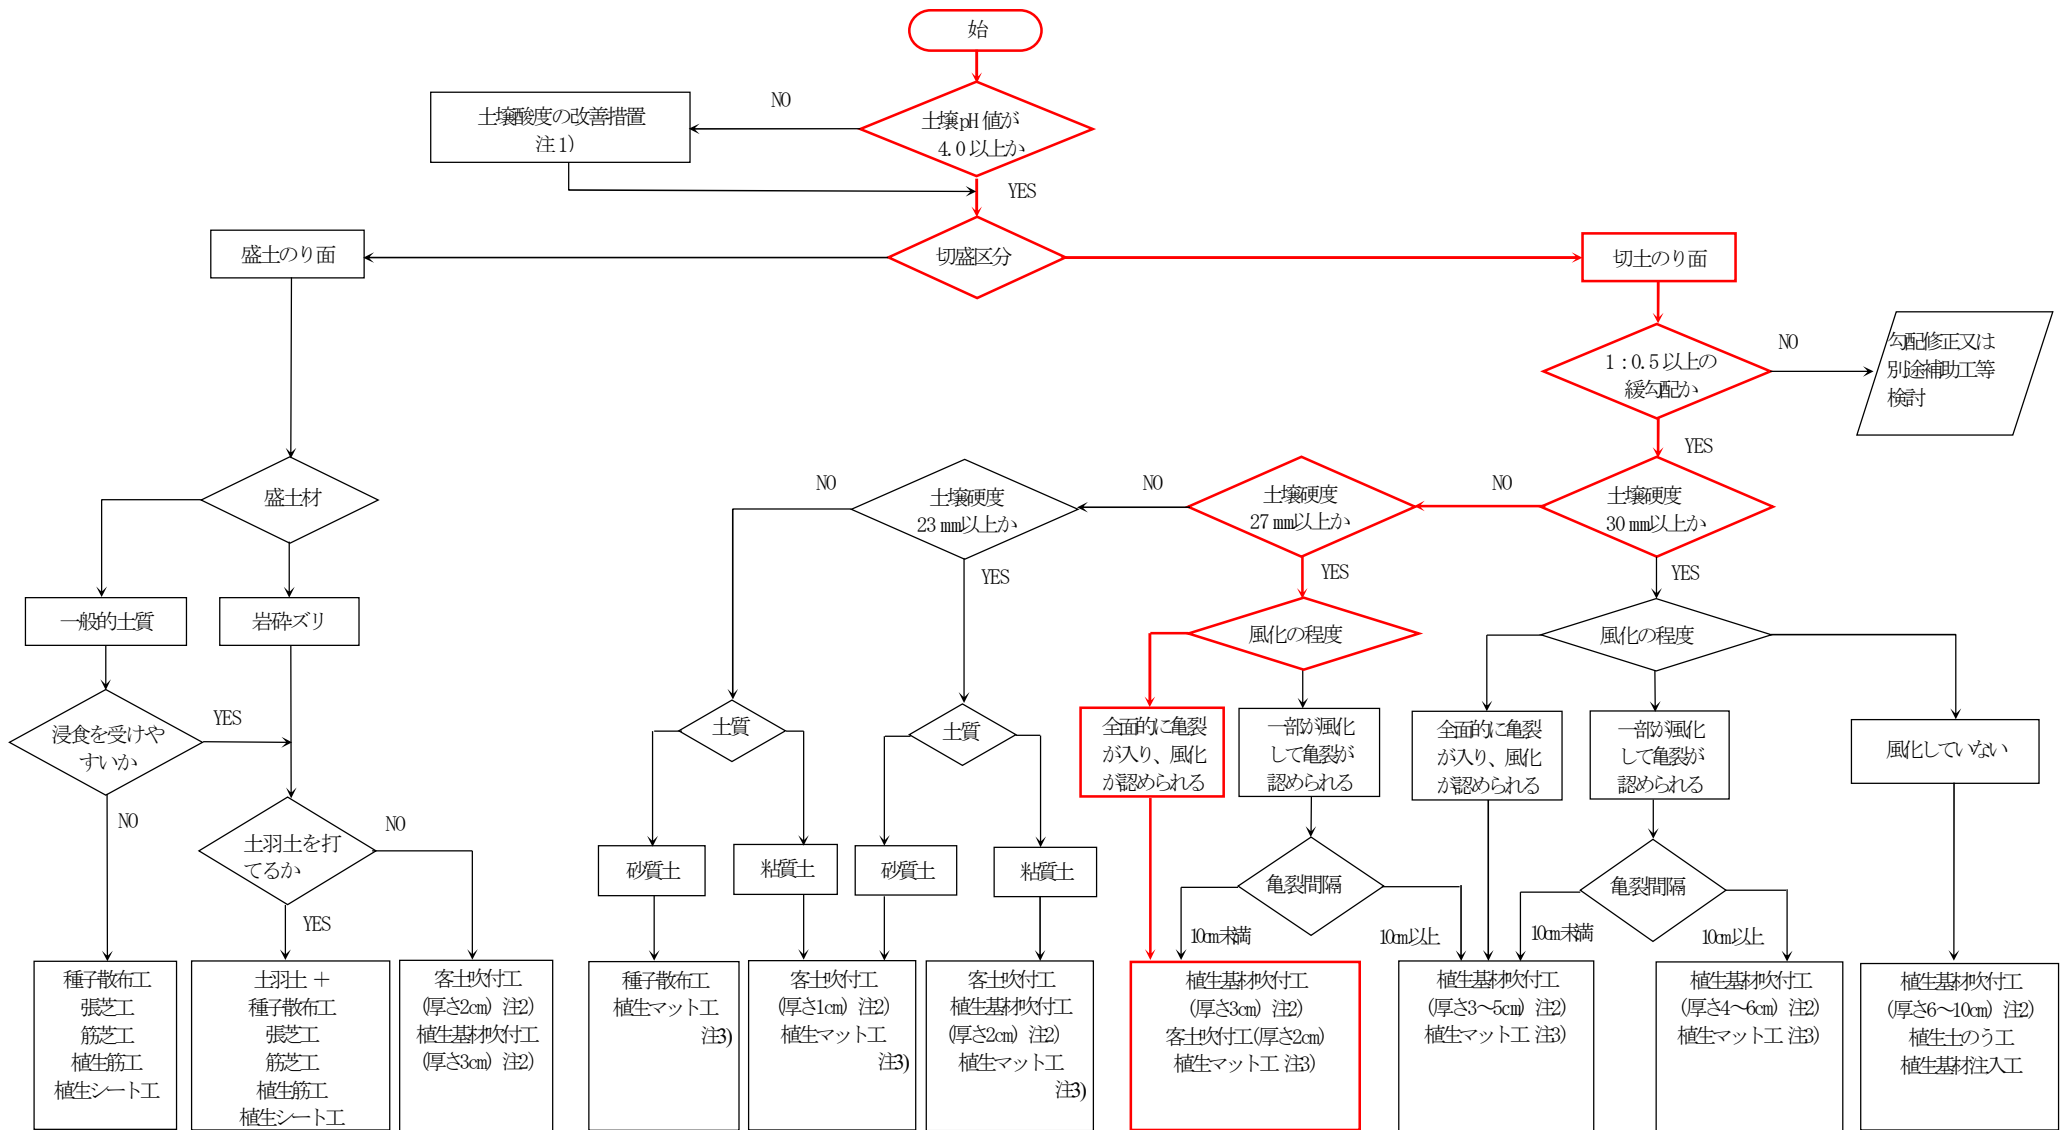 始
土壌pH値が
4.0以上か
NO
土壌酸度の改善措置
注1)
YES
切盛区分
盛土のり面
切土のり面
1:0.5以上の
緩勾配か
NO
勾配修正又は
別途補助工等
検討
YES
盛土材
NO
土壌硬度
23mm以上か
NO
土壌硬度
27mm以上か
NO
土壌硬度
30mm以上か
YES
YES
YES
一般的土質
岩砕ズリ
風化の程度
風化の程度
浸食を受けや
すいか
YES
NO
土質
土質
全面的に亀裂
が入り、風化
が認められる
一部が風化
して亀裂が
認められる
全面的に亀裂
が入り、風化
が認められる
一部が風化
して亀裂が
認められる
風化していない
土羽土を打
てるか
NO
YES
砂質土
粘質土
砂質土
粘質土
亀裂間隔
10cm未満
10cm以上
亀裂間隔
10cm未満
10cm以上
種子散布工
張芝工
筋芝工
植生筋工
植生シート工
土羽土 +
種子散布工
張芝工
筋芝工
植生筋工
植生シート工
客土吹付工
(厚さ2cm) 注2)
植生基材吹付工
(厚さ3cm) 注2)
種子散布工
植生マット工
注3)
客土吹付工
(厚さ1cm) 注2)
植生マット工
注3)
客土吹付工
植生基材吹付工
(厚さ2cm) 注2)
植生マット工
注3)
植生基材吹付工
(厚さ3cm) 注2)
客土吹付工(厚さ2cm)
植生マット工 注3)
植生基材吹付工
(厚さ3～5cm) 注2)
植生マット工 注3)
植生基材吹付工
(厚さ4～6cm) 注2)
植生マット工 注3)
植生基材吹付工
(厚さ6～10cm) 注2)
植生土のう工
植生基材注入工